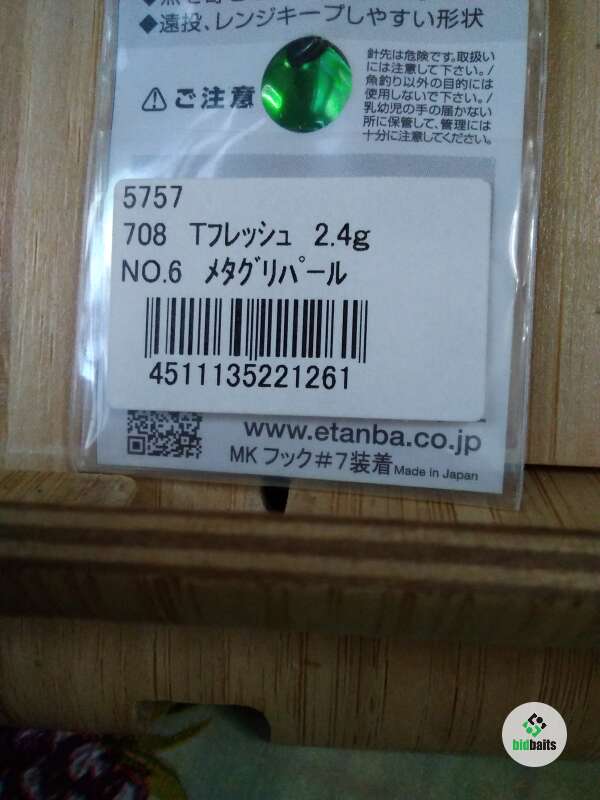 ◆遠投、レンジキープしやすい形状
⚠ご注意
針先は危険です。取扱い
には注意して下さい。/
魚釣り以外の目的には
使用しないで下さい。/
乳幼児の手の届かない
所に保管して、管理には
十分に注意してください。
5757
708 Tフレッシュ 2.4g
NO.6 メタグリパール
4511135221261
www.etanba.co.jp
MK フック#7装着 Made in Japan
bidbaits